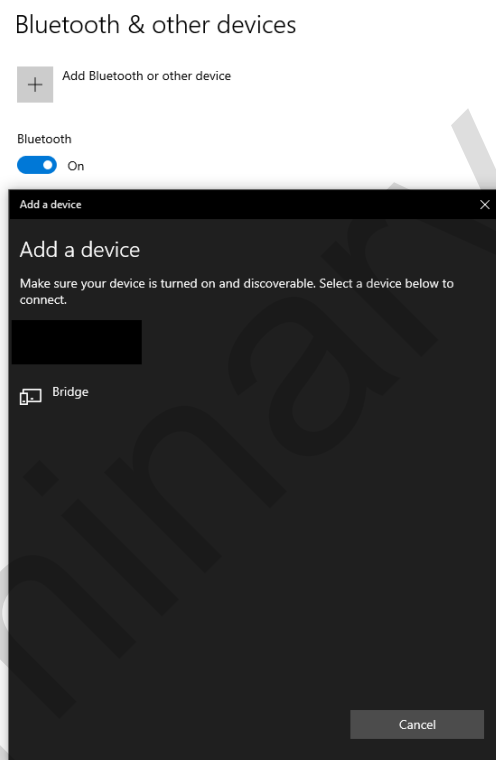 Bluetooth & other devices
Add Bluetooth or other device
Bluetooth
On
Add a device
Add a device
Make sure your device is turned on and discoverable. Select a device below to
connect.
Bridge
Cancel